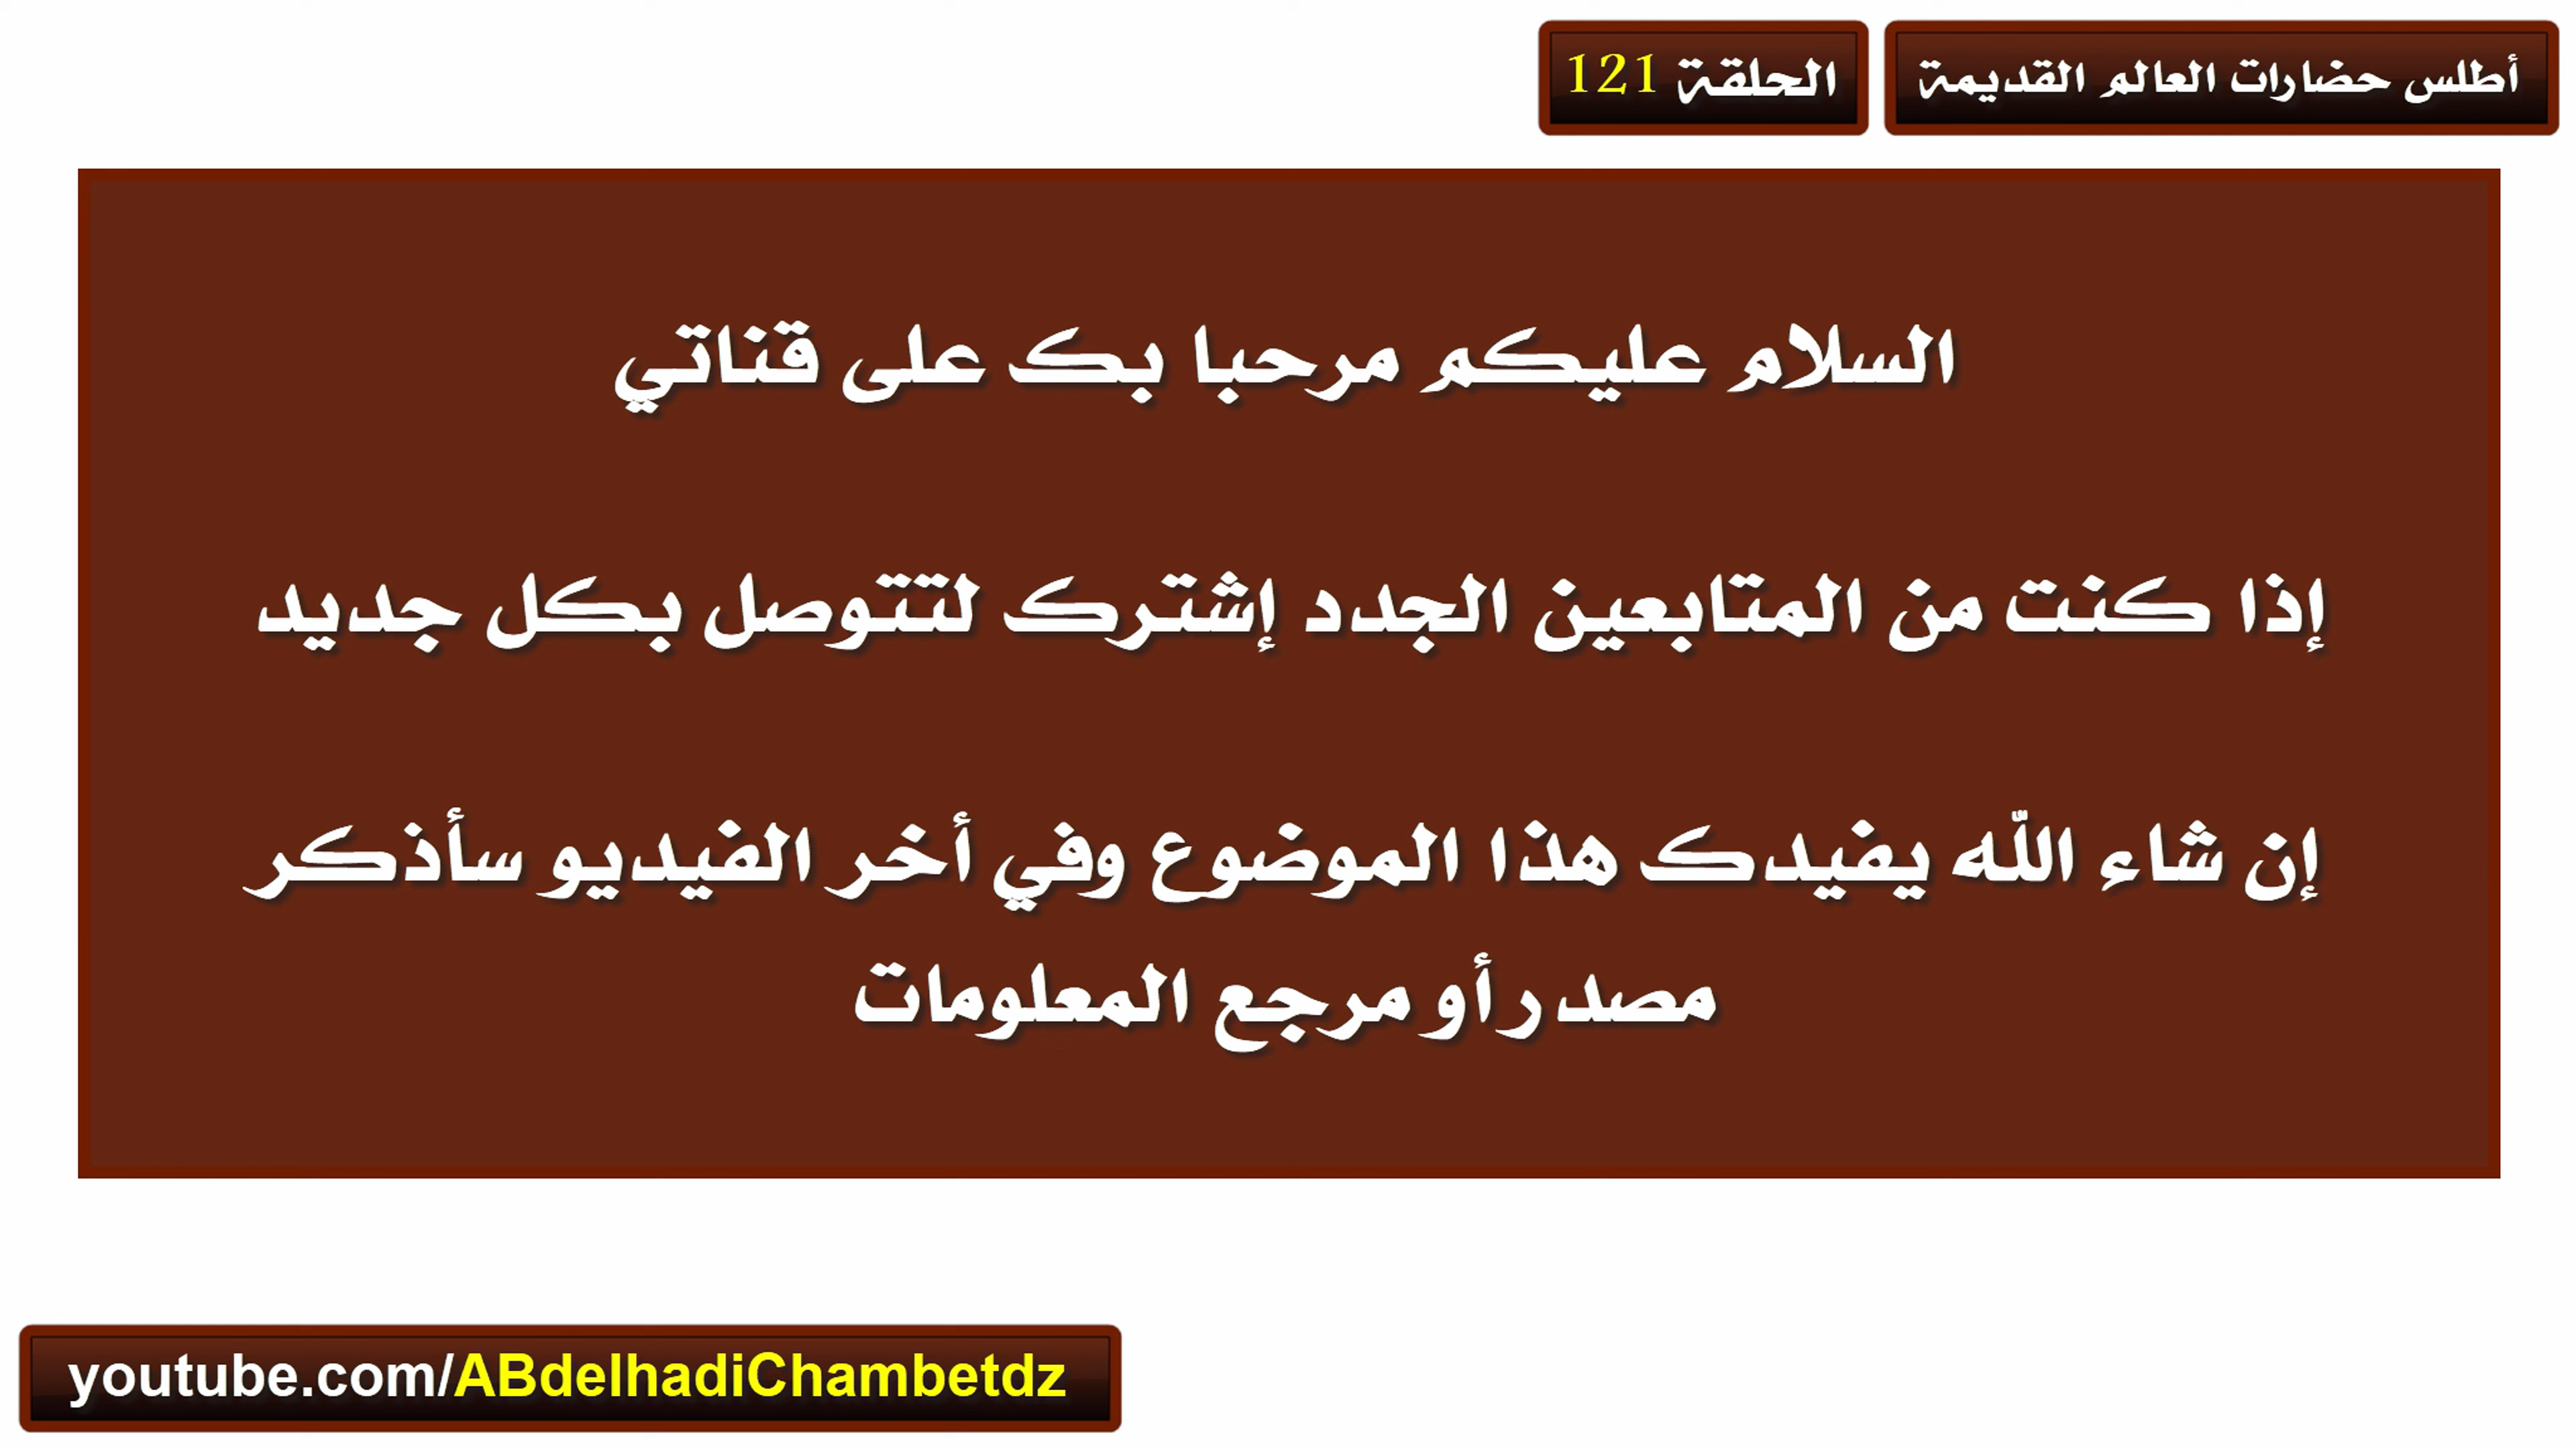 أطلس حضارات العالم القديمة
الحلقة 121
السلام عليكم مرحبا بك على قناتي
إذا كنت من المتابعين الجدد إشترك لتتوصل بكل جديد
إن شاء الله يفيدك هذا الموضوع وفي أخر الفيديو سأذكر
مصدر أو مرجع المعلومات
youtube.com/ABdelhadiChambetdz